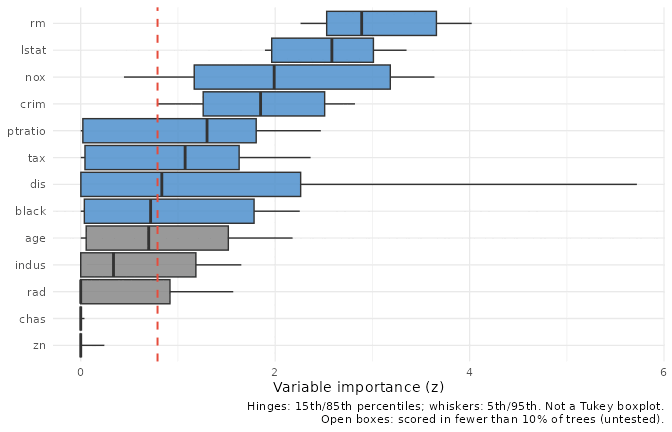 rm
lstat
nox
crim
ptratio
tax
dis
black
age
indus
rad
chas
zn
0 2 4 6
Variable importance (z)
Hinges: 15th/85th percentiles; whiskers: 5th/95th. Not a Tukey boxplot.
Open boxes: scored in fewer than 10% of trees (untested).